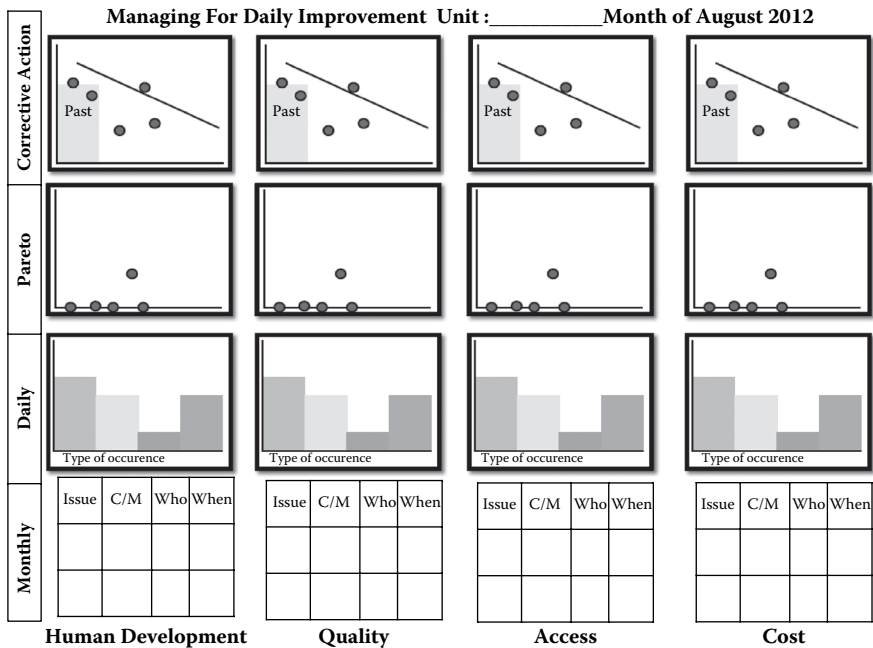 Managing For Daily Improvement Unit :___________Month of August 2012
Corrective Action
Past
Past
Past
Past
Pareto
Daily
Type of occurence
Type of occurence
Type of occurence
Type of occurence
Monthly
Issue C/M Who When
Issue C/M Who When
Issue C/M Who When
Issue C/M Who When
Human Development
Quality
Access
Cost